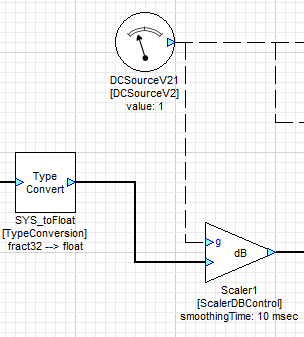 DCSourceV21
[DCSourceV2]
value: 1
Type
Convert
SYS_toFloat
[TypeConversion]
fract32 --> float
g
dB
Scaler1
[ScalerDBControl]
smoothingTime: 10 msec